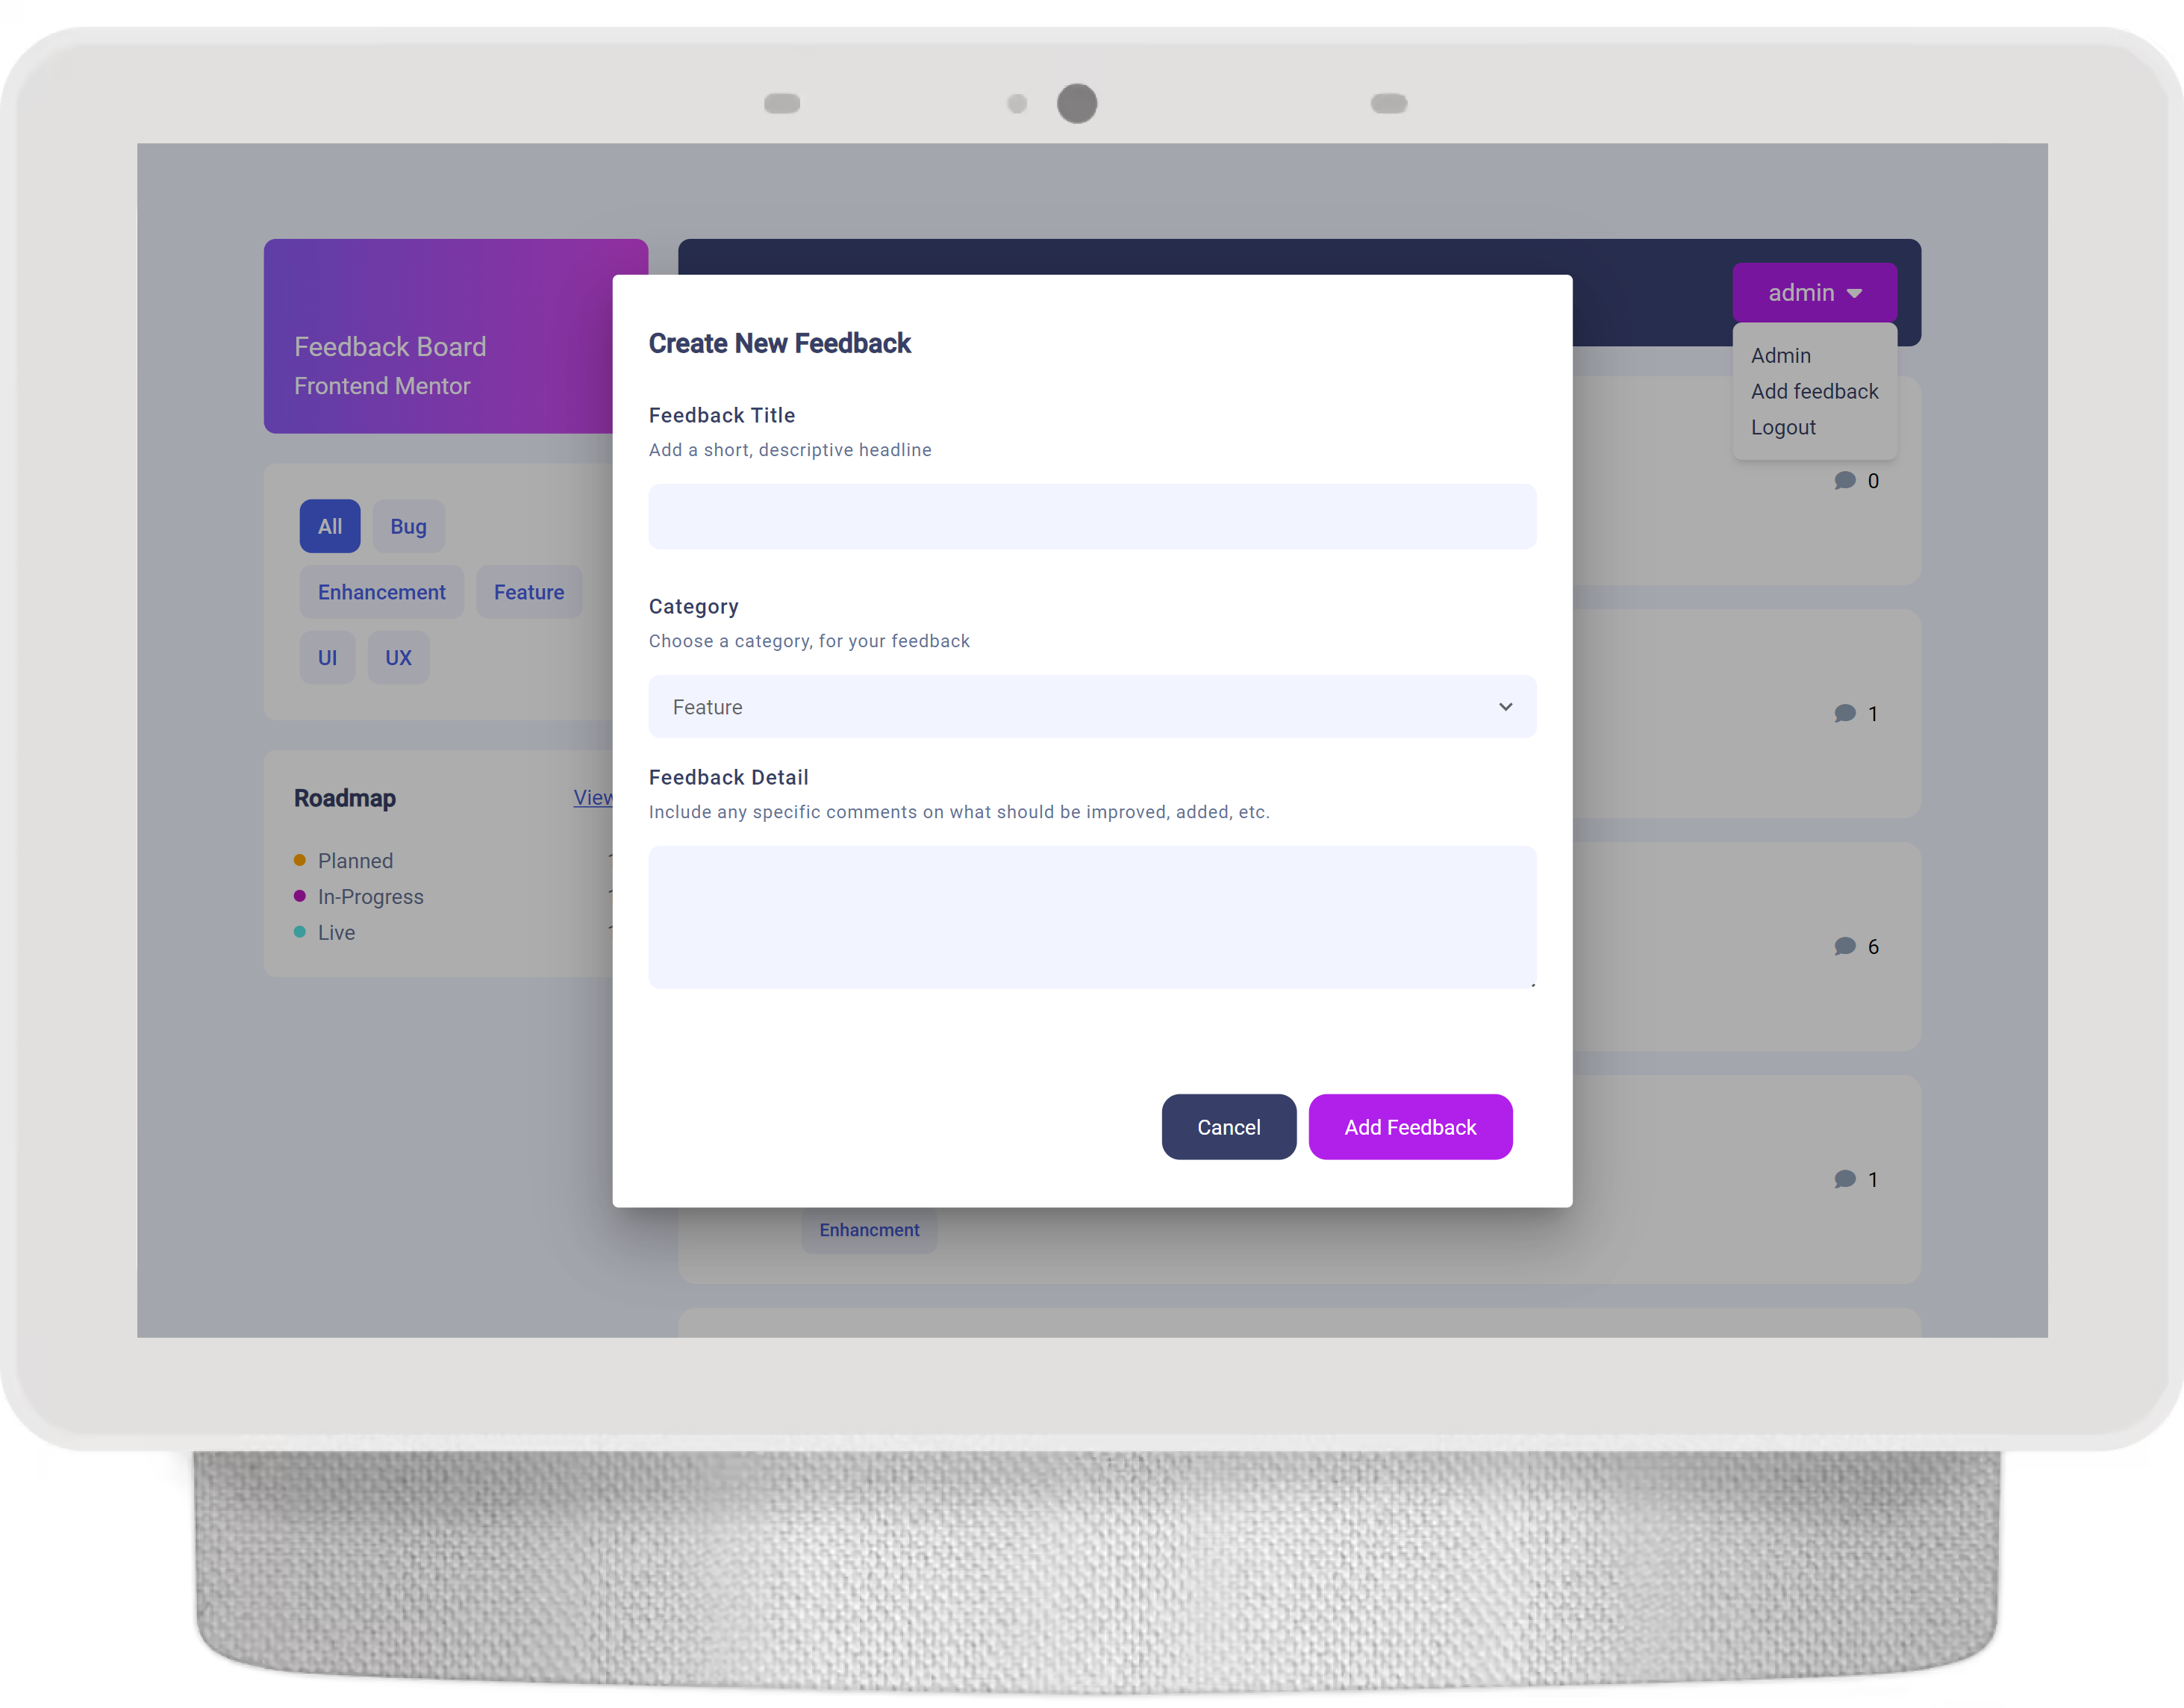 Feedback Board
Frontend Mentor
All
Bug
Enhancement
Feature
UI
UX
Roadmap
View
Planned
In-Progress
Live
Create New Feedback
Feedback Title
Add a short, descriptive headline
Category
Choose a category, for your feedback
Feature
Feedback Detail
Include any specific comments on what should be improved, added, etc.
Cancel
Add Feedback
admin
Admin
Add feedback
Logout
0
1
6
1
Enhancment